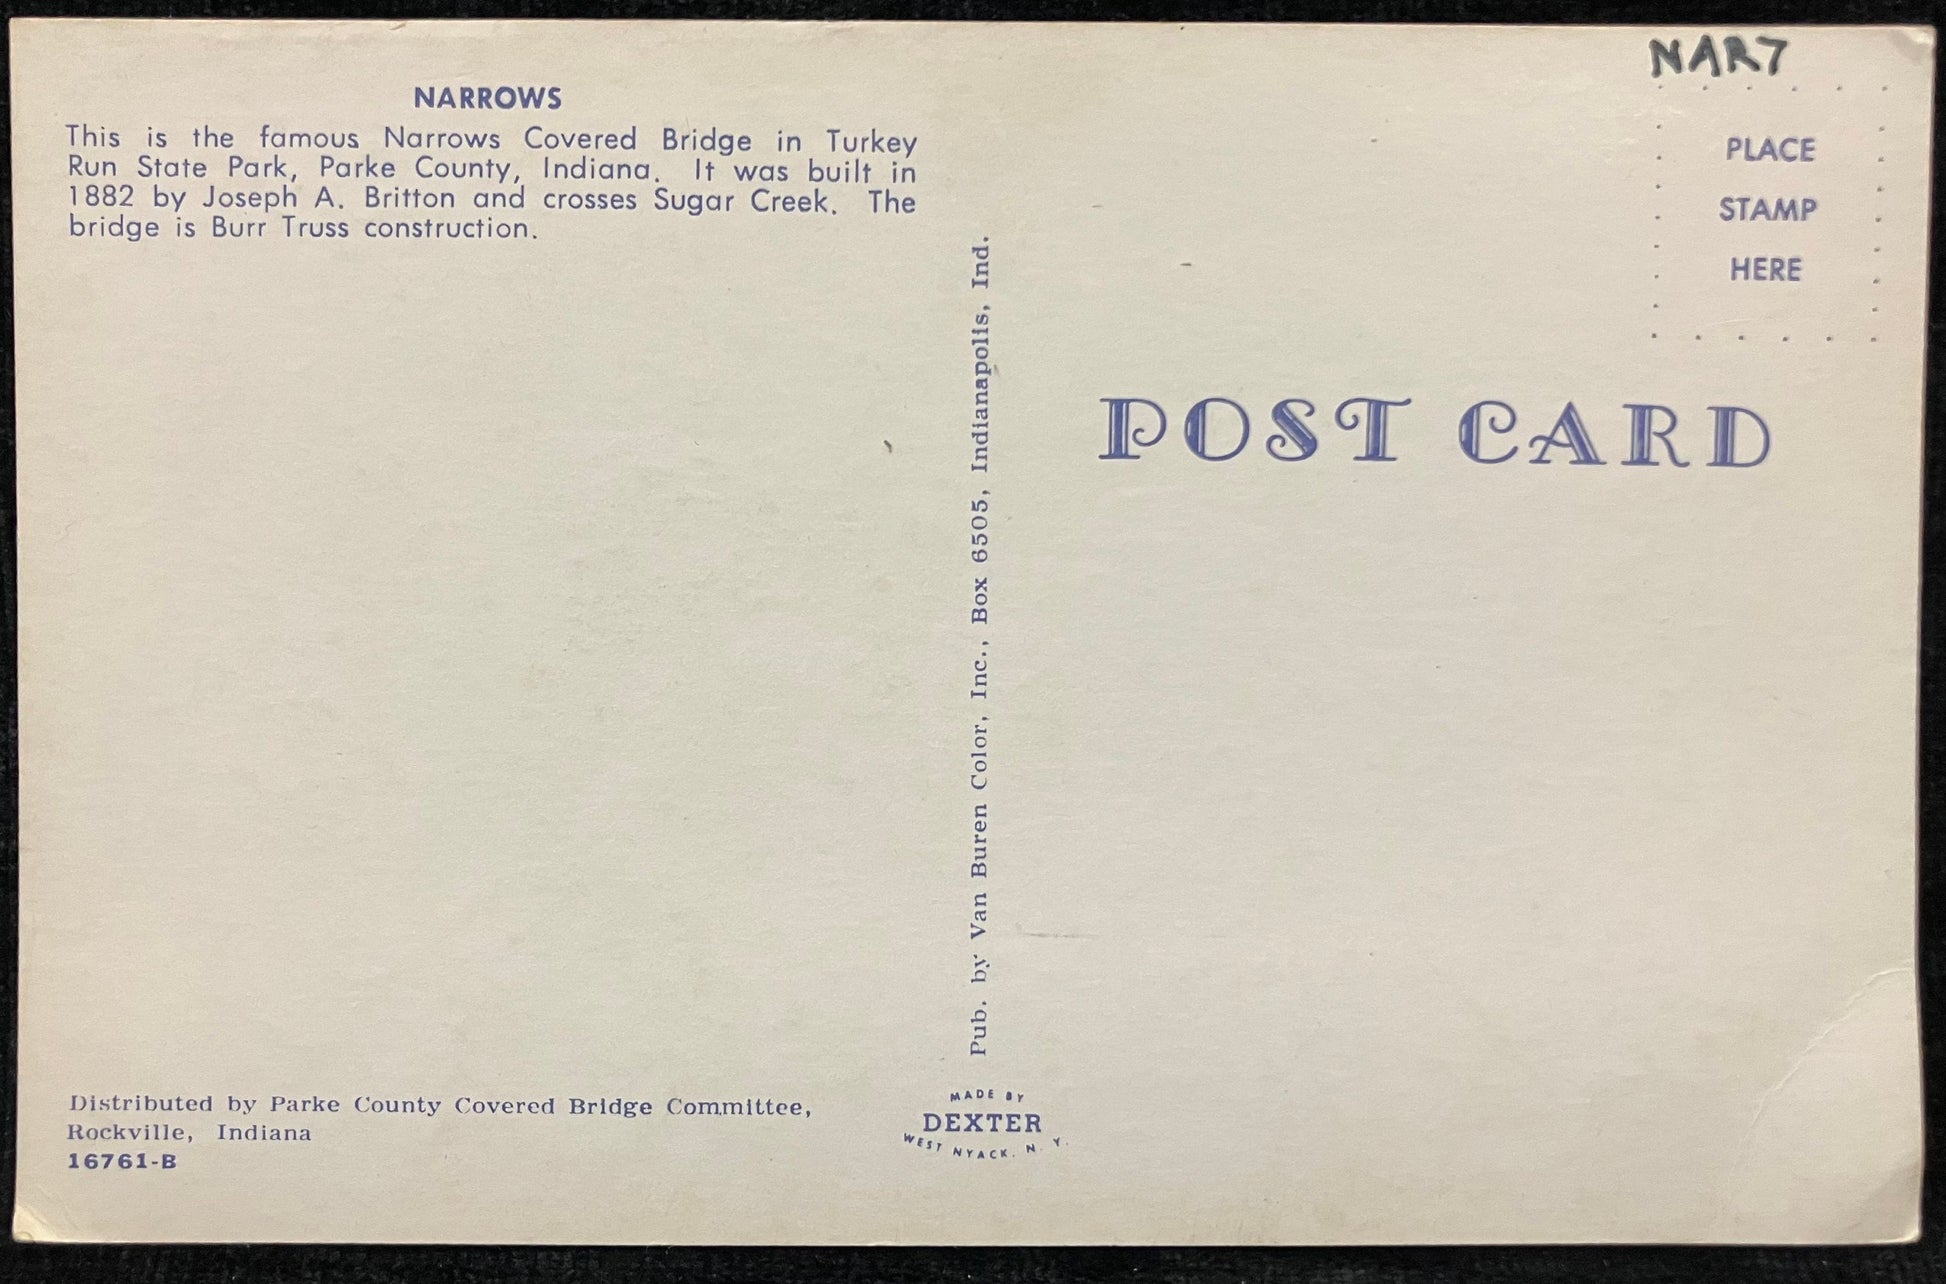 NARROWS
This is the famous Narrows Covered Bridge in Turkey
Run State Park, Parke County, Indiana. It was built in
1882 by Joseph A. Britton and crosses Sugar Creek. The
bridge is Burr Truss construction.
Distributed by Parke County Covered Bridge Committee,
Rockville, Indiana
16761-B
Pub. by Van Buren Color, Inc., Box 6505, Indianapolis, Ind.
MADE BY
DEXTER
WEST NYACK. N. Y.
NAR7
PLACE
STAMP
HERE
POST CARD